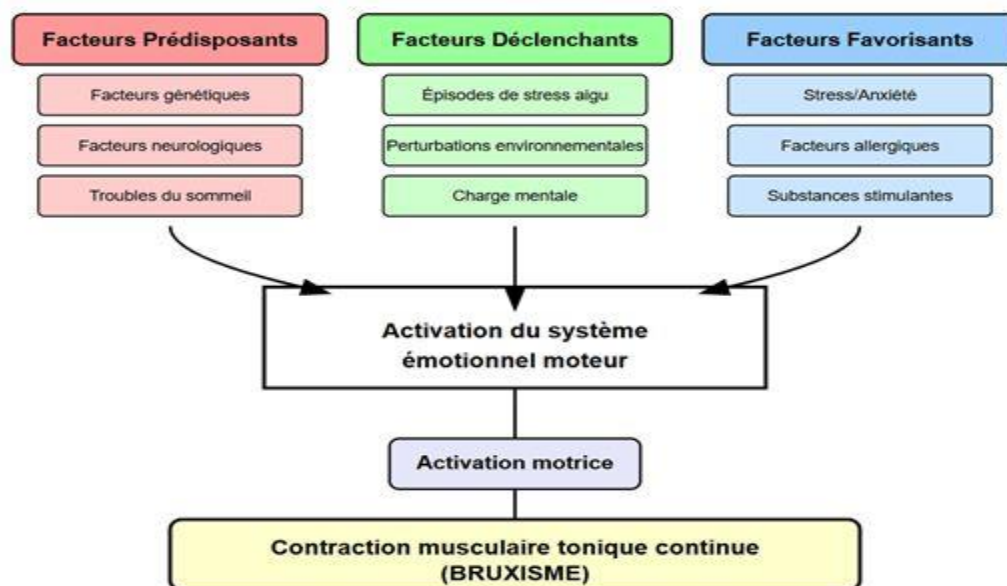 Facteurs Prédisposants
Facteurs génétiques
Facteurs neurologiques
Troubles du sommeil
Facteurs Déclenchants
Épisodes de stress aigu
Perturbations environnementales
Charge mentale
Facteurs Favorisants
Stress/Anxiété
Facteurs allergiques
Substances stimulantes
Activation du système
émotionnel moteur
Activation motrice
Contraction musculaire tonique continue
(BRUXISME)